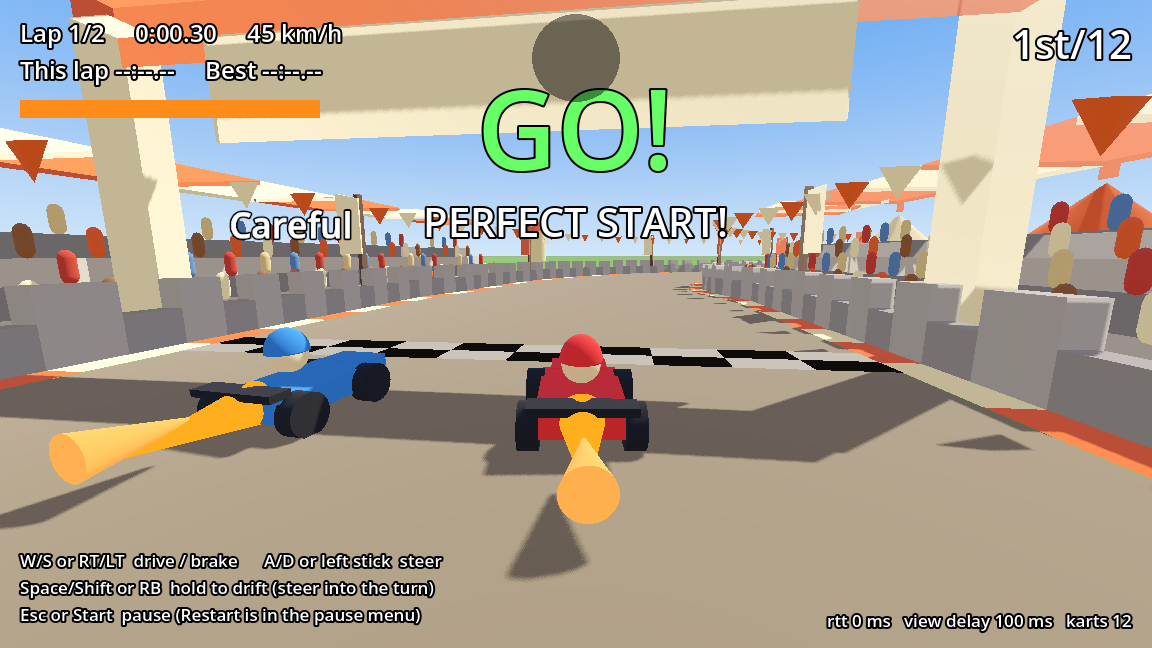 Lap 1/2 0:00.30 45 km/h
1st/12
This lap --:--.-- Best --:--.--
GO!
Careful
PERFECT START!
W/S or RT/LT drive / brake A/D or left stick steer
Space/Shift or RB hold to drift (steer into the turn)
Esc or Start pause (Restart is in the pause menu)
rtt 0 ms view delay 100 ms karts 12